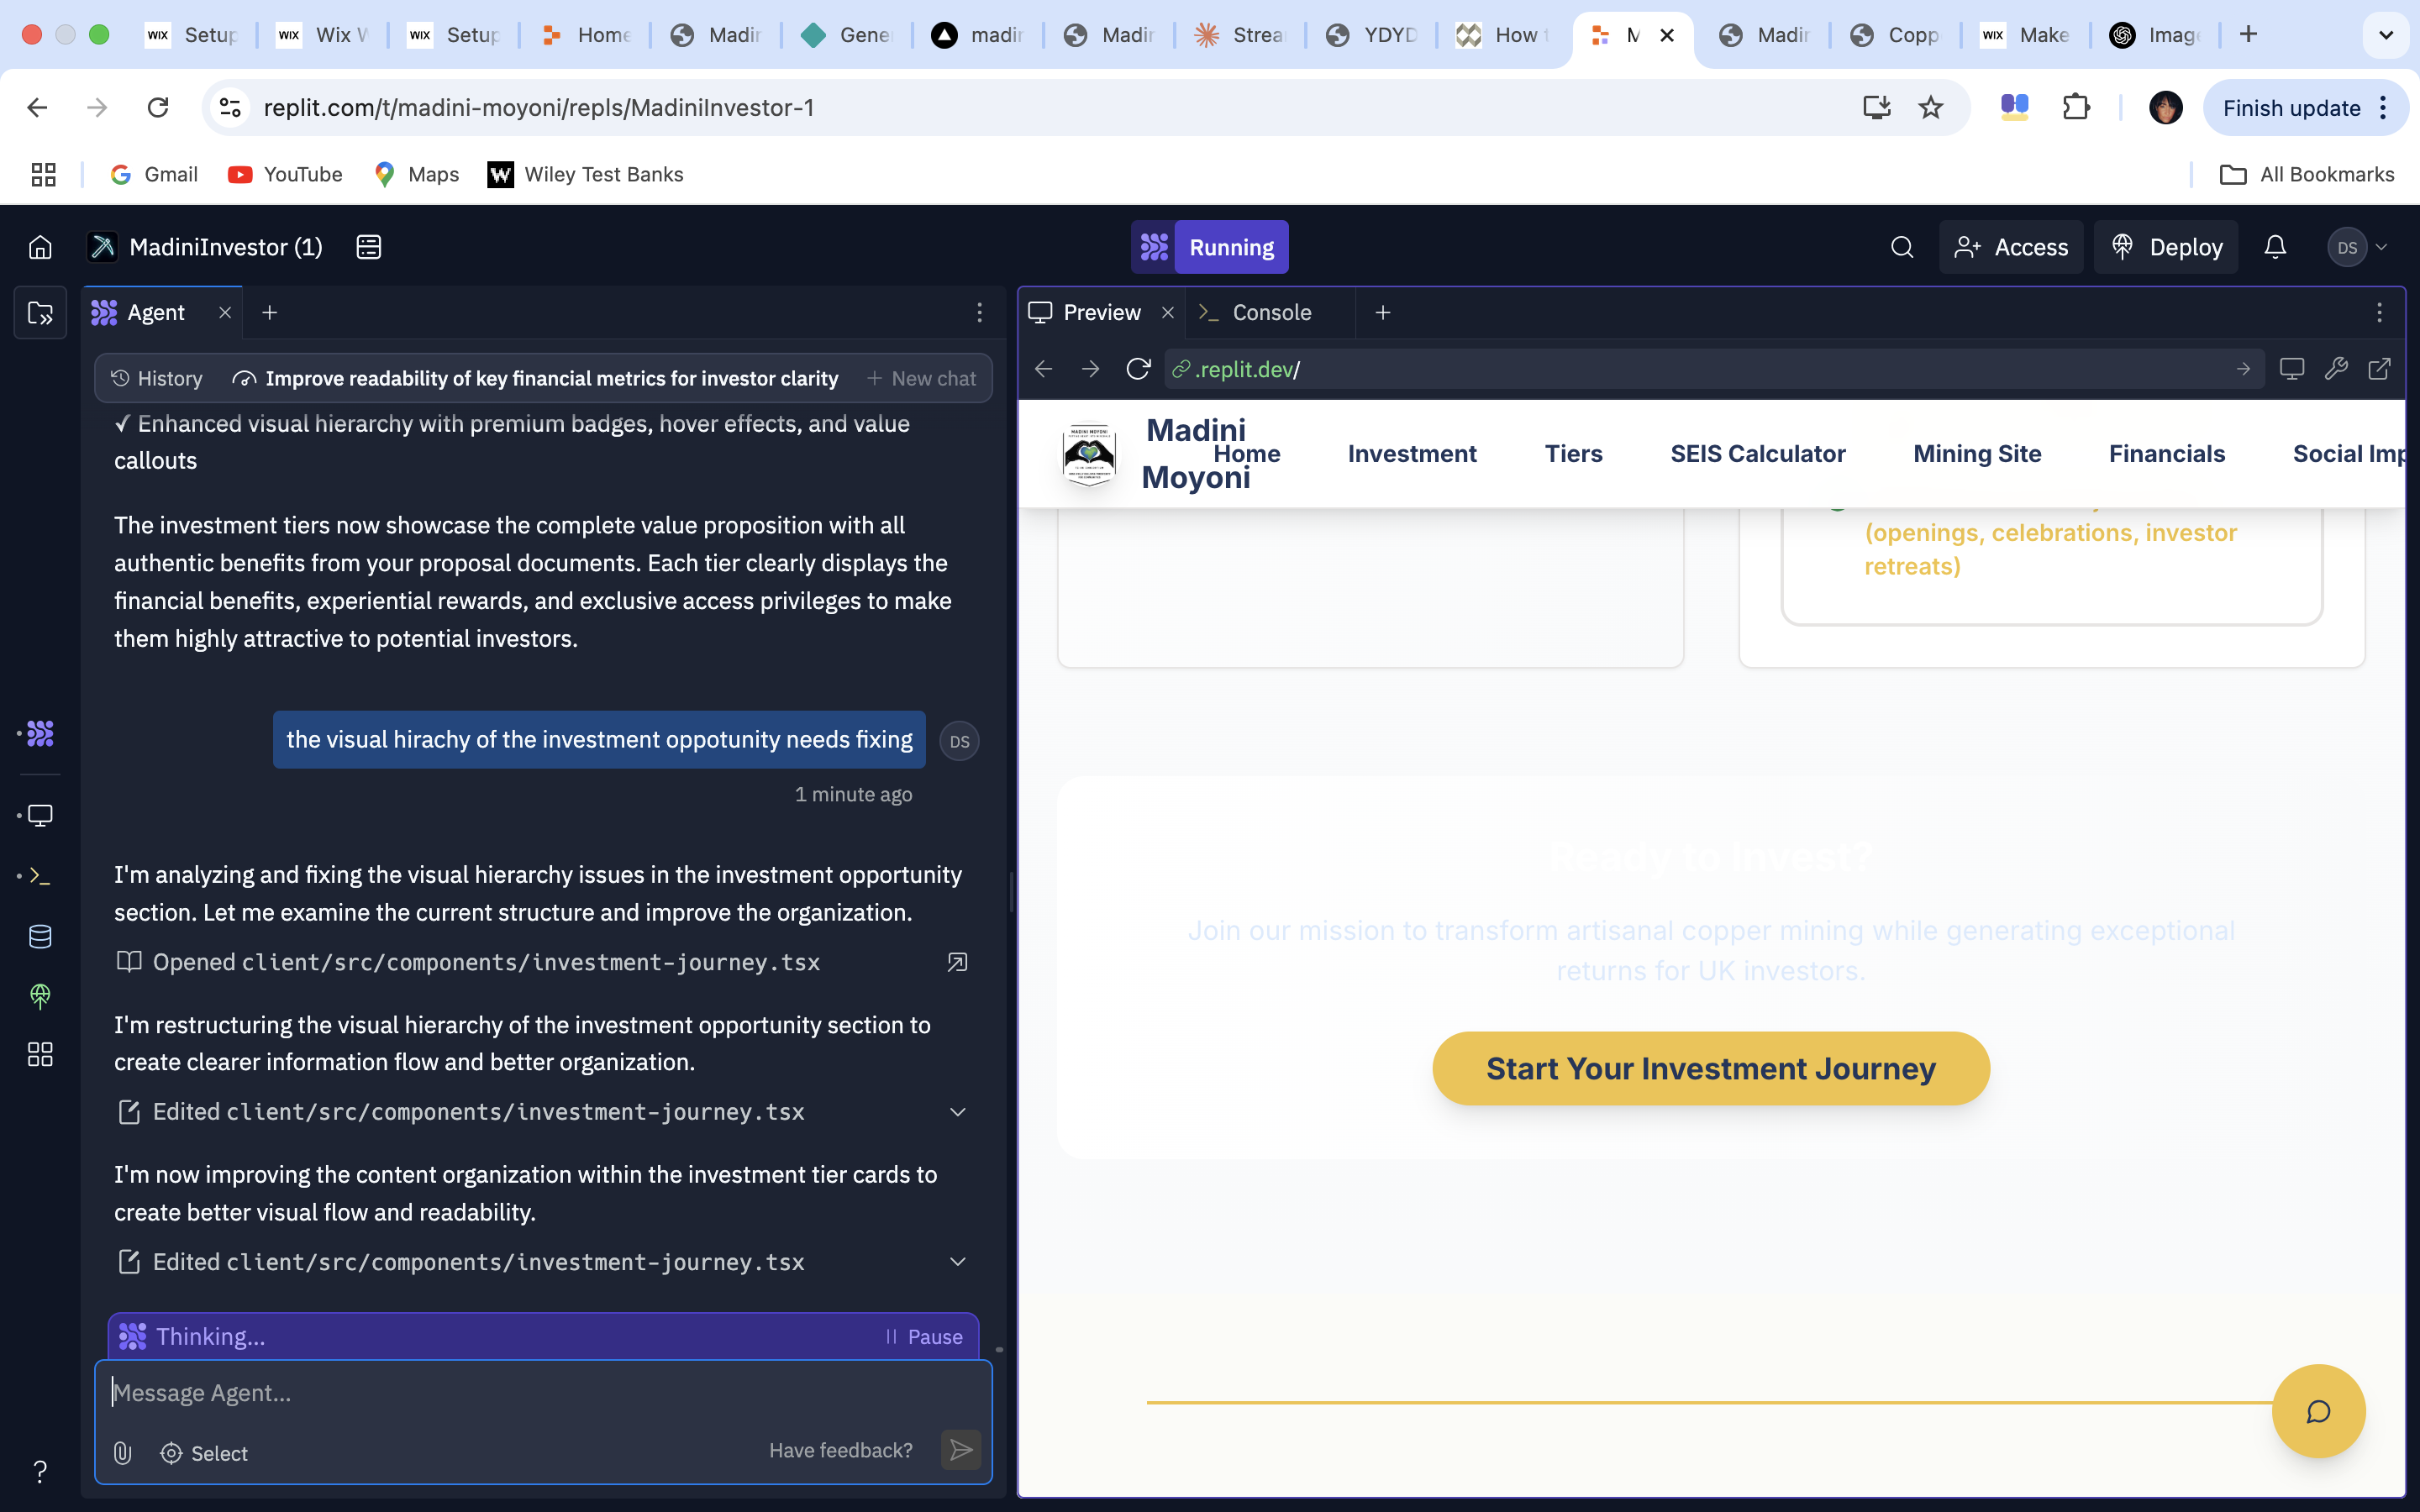 WIX Setup
WIX Wix W
WIX Setup
Home
Madin
Gene
madin
Madin
Strea
YDYD
How t
M
Madin
Copp
WIX Make
Imag
replit.com/t/madini-moyoni/repls/MadiniInvestor-1
Finish update
Gmail
YouTube
Maps
Wiley Test Banks
All Bookmarks
MadiniInvestor (1)
Running
Access
Deploy
DS
Agent
Preview
Console
History
Improve readability of key financial metrics for investor clarity
+ New chat
.replit.dev/
✓ Enhanced visual hierarchy with premium badges, hover effects, and value
callouts
The investment tiers now showcase the complete value proposition with all
authentic benefits from your proposal documents. Each tier clearly displays the
financial benefits, experiential rewards, and exclusive access privileges to make
them highly attractive to potential investors.
the visual hirachy of the investment oppotunity needs fixing
DS
1 minute ago
I'm analyzing and fixing the visual hierarchy issues in the investment opportunity
section. Let me examine the current structure and improve the organization.
Opened client/src/components/investment-journey.tsx
I'm restructuring the visual hierarchy of the investment opportunity section to
create clearer information flow and better organization.
Edited client/src/components/investment-journey.tsx
I'm now improving the content organization within the investment tier cards to
create better visual flow and readability.
Edited client/src/components/investment-journey.tsx
Thinking...
Pause
Message Agent...
Select
Have feedback?
MADINI MOYONI
Madini
Moyoni
Home
Investment
Tiers
SEIS Calculator
Mining Site
Financials
Social Imp
(openings, celebrations, investor
retreats)
Ready to Invest?
Join our mission to transform artisanal copper mining while generating exceptional
returns for UK investors.
Start Your Investment Journey